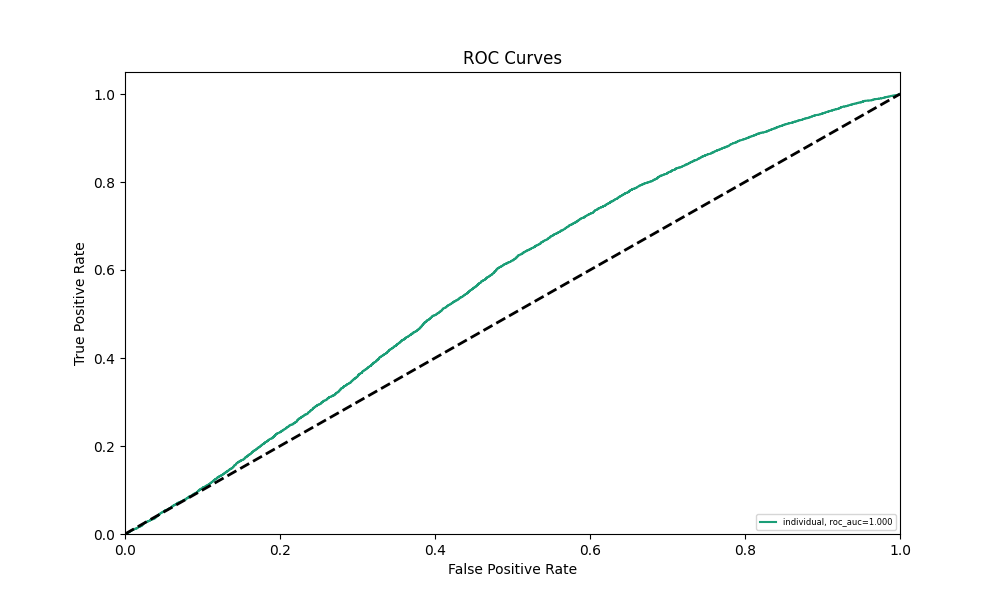 ROC Curves
True Positive Rate
1.0
0.8
0.6
0.4
0.2
0.0
individual, roc_auc=1.000
0.0 0.2 0.4 0.6 0.8 1.0
False Positive Rate